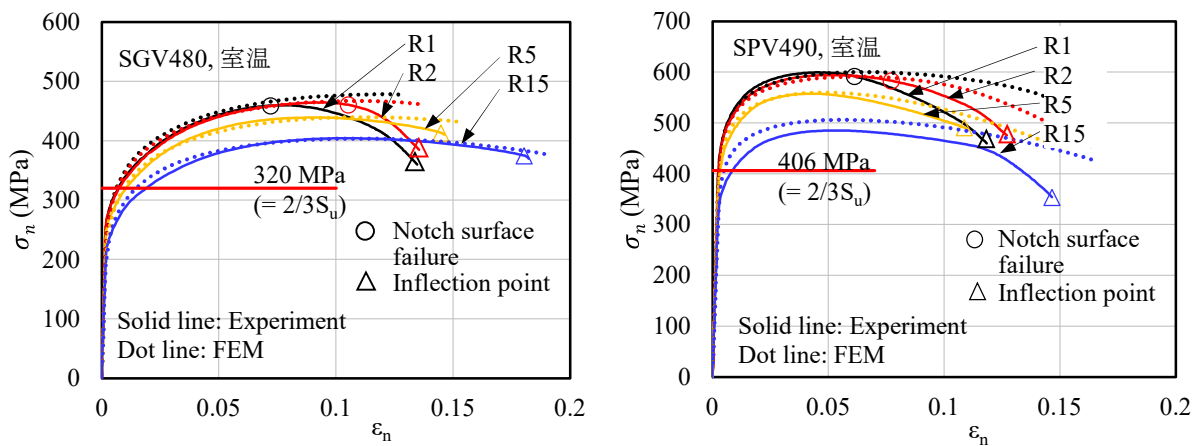 600
500
400
300
200
100
0
σn (MPa)
SGV480, 室温
R1
R2
R5
R15
320 MPa
(= 2/3Su)
Notch surface
failure
Inflection point
Solid line: Experiment
Dot line: FEM
0
0.05
0.1
0.15
0.2
εn
700
600
500
400
300
200
100
0
σn (MPa)
SPV490, 室温
R1
R2
R5
R15
406 MPa
(= 2/3Su)
Notch surface
failure
Inflection point
Solid line: Experiment
Dot line: FEM
0
0.05
0.1
0.15
0.2
εn